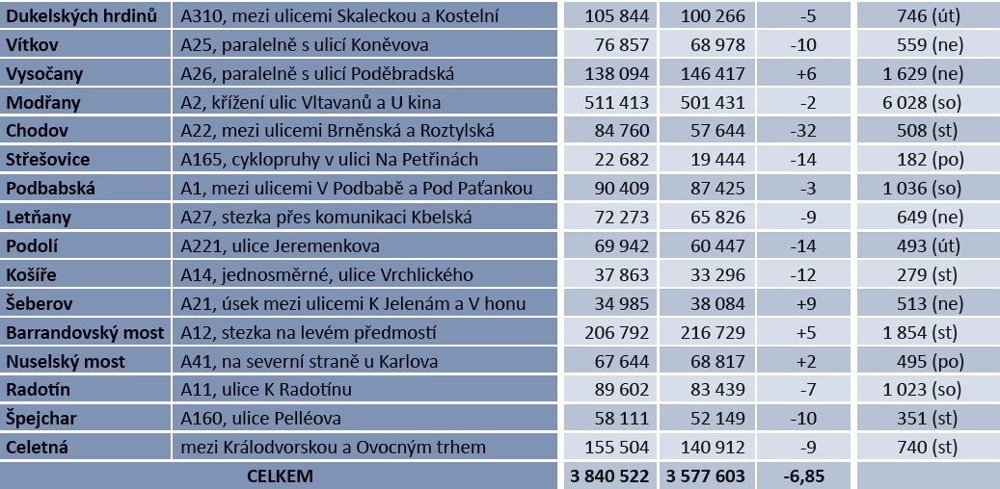 Dukelských hrdinů A310, mezi ulicemi Skaleckou a Kostelní 105 844 100 266 -5 746 (út)
Vítkov A25, paralelně s ulicí Koněvova 76 857 68 978 -10 559 (ne)
Vysočany A26, paralelně s ulicí Poděbradská 138 094 146 417 +6 1 629 (ne)
Modřany A2, křížení ulic Vltavanů a U kina 511 413 501 431 -2 6 028 (so)
Chodov A22, mezi ulicemi Brněnská a Roztylská 84 760 57 644 -32 508 (st)
Střešovice A165, cyklopruhy v ulici Na Petřinách 22 682 19 444 -14 182 (po)
Podbabská A1, mezi ulicemi V Podbabě a Pod Paťankou 90 409 87 425 -3 1 036 (so)
Letňany A27, stezka přes komunikaci Kbelská 72 273 65 826 -9 649 (ne)
Podolí A221, ulice Jeremenkova 69 942 60 447 -14 493 (út)
Košíře A14, jednosměrné, ulice Vrchlického 37 863 33 296 -12 279 (st)
Šeberov A21, úsek mezi ulicemi K Jelenám a V honu 34 985 38 084 +9 513 (ne)
Barrandovský most A12, stezka na levém předmostí 206 792 216 729 +5 1 854 (st)
Nuselský most A41, na severní straně u Karlova 67 644 68 817 +2 495 (po)
Radotín A11, ulice K Radotínu 89 602 83 439 -7 1 023 (so)
Špejchar A160, ulice Pelléova 58 111 52 149 -10 351 (st)
Celetná mezi Králodvorskou a Ovocným trhem 155 504 140 912 -9 740 (st)
CELKEM 3 840 522 3 577 603 -6,85